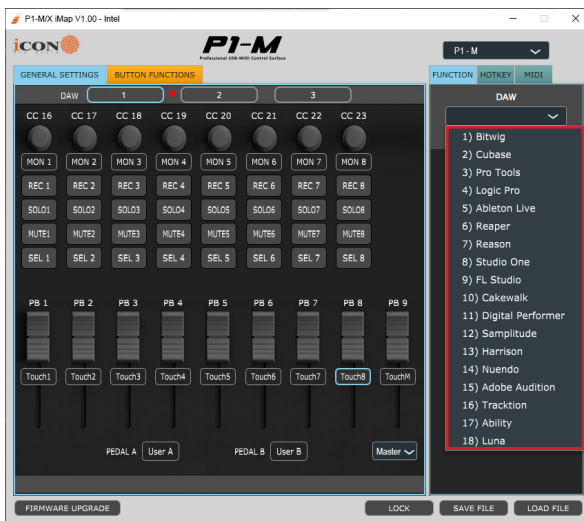 P1-M/X iMap V1.00 - Intel
iCON
P1-M
Professional USB-MIDI Control Surface
P1-M
GENERAL SETTINGS BUTTON FUNCTIONS
FUNCTION HOTKEY MIDI
DAW 1 2 3
DAW
CC 16 CC 17 CC 18 CC 19 CC 20 CC 21 CC 22 CC 23
MON 1 MON 2 MON 3 MON 4 MON 5 MON 6 MON 7 MON 8
REC 1 REC 2 REC 3 REC 4 REC 5 REC 6 REC 7 REC 8
SOLO1 SOLO2 SOLO3 SOLO4 SOLO5 SOLO6 SOLO7 SOLO8
MUTE1 MUTE2 MUTE3 MUTE4 MUTE5 MUTE6 MUTE7 MUTE8
SEL 1 SEL 2 SEL 3 SEL 4 SEL 5 SEL 6 SEL 7 SEL 8
PB 1 PB 2 PB 3 PB 4 PB 5 PB 6 PB 7 PB 8 PB 9
Touch1 Touch2 Touch3 Touch4 Touch5 Touch6 Touch7 Touch8 TouchM
PEDAL A User A PEDAL B User B Master
1) Bitwig
2) Cubase
3) Pro Tools
4) Logic Pro
5) Ableton Live
6) Reaper
7) Reason
8) Studio One
9) FL Studio
10) Cakewalk
11) Digital Performer
12) Samplitude
13) Harrison
14) Nuendo
15) Adobe Audition
16) Tracktion
17) Ability
18) Luna
FIRMWARE UPGRADE LOCK SAVE FILE LOAD FILE